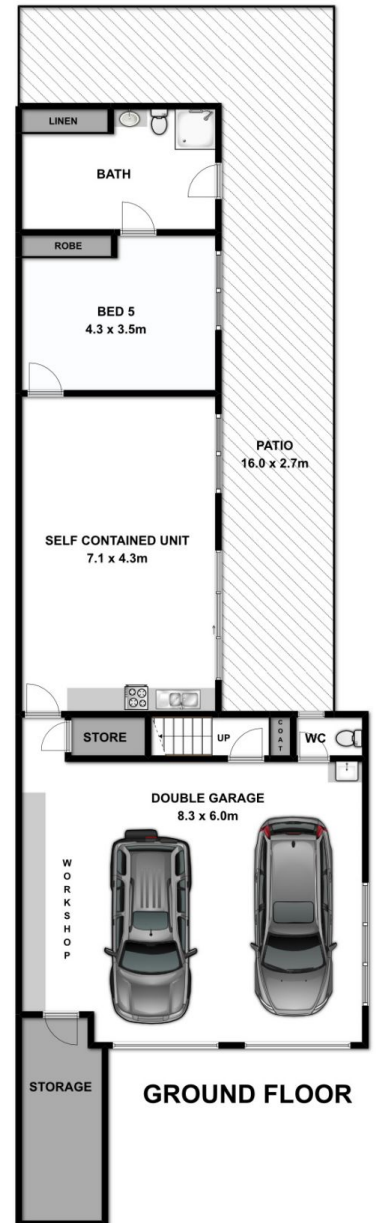 LINEN
BATH
ROBE
BED 5
4.3 x 3.5m
PATIO
16.0 x 2.7m
SELF CONTAINED UNIT
7.1 x 4.3m
STORE
UP
COAT
WC
DOUBLE GARAGE
8.3 x 6.0m
WORKSHOP
STORAGE
GROUND FLOOR